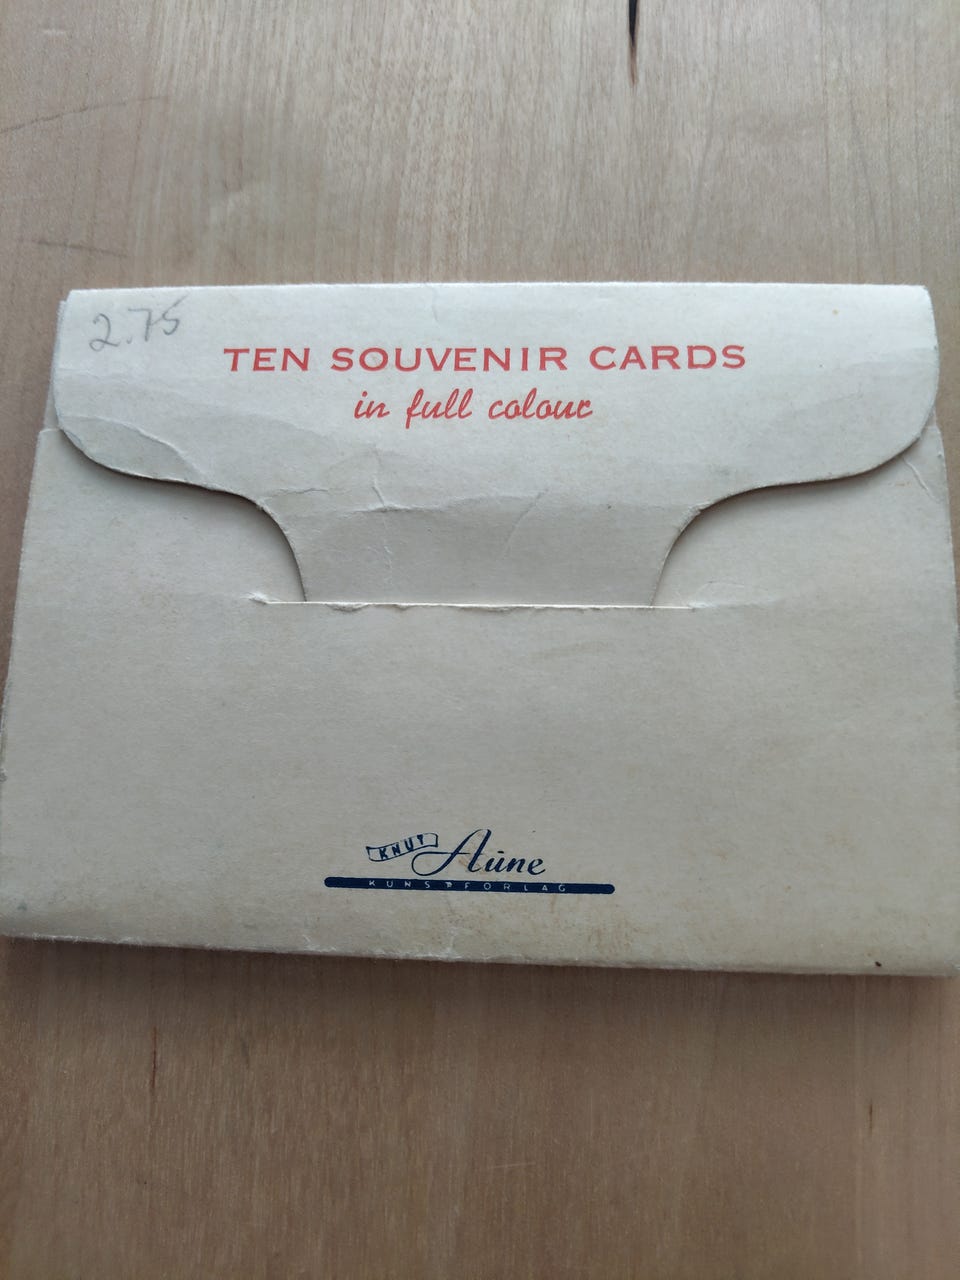 2.75
TEN SOUVENIR CARDS
in full colour
KNUT Aune
KUNSTFORLAG